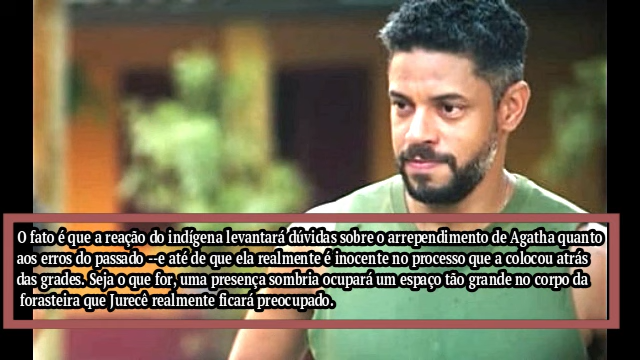 O fato é que a reação do indígena levantará dúvidas sobre o arrependimento de Agatha quanto
aos erros do passado --e até de que ela realmente é inocente no processo que a colocou atrás
das grades. Seja o que for, uma presença sombria ocupará um espaço tão grande no corpo da
forasteira que Jurecê realmente ficará preocupado.